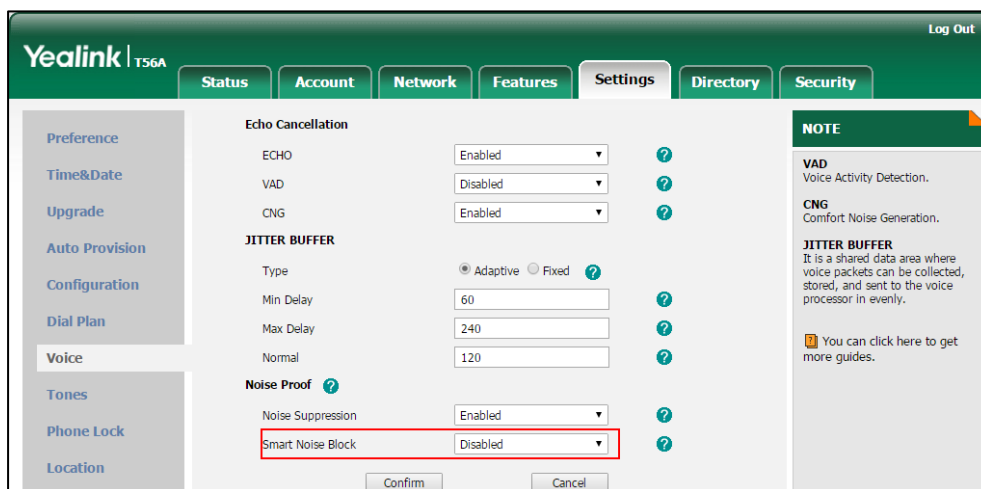 Log Out
Yealink T56A
Status Account Network Features Settings Directory Security
Preference
Time&Date
Upgrade
Auto Provision
Configuration
Dial Plan
Voice
Tones
Phone Lock
Location
Echo Cancellation
ECHO Enabled
VAD Disabled
CNG Enabled
JITTER BUFFER
Type Adaptive Fixed
Min Delay 60
Max Delay 240
Normal 120
Noise Proof
Noise Suppression Enabled
Smart Noise Block Disabled
Confirm Cancel
NOTE
VAD
Voice Activity Detection.
CNG
Comfort Noise Generation.
JITTER BUFFER
It is a shared data area where
voice packets can be collected,
stored, and sent to the voice
processor in evenly.
You can click here to get
more guides.